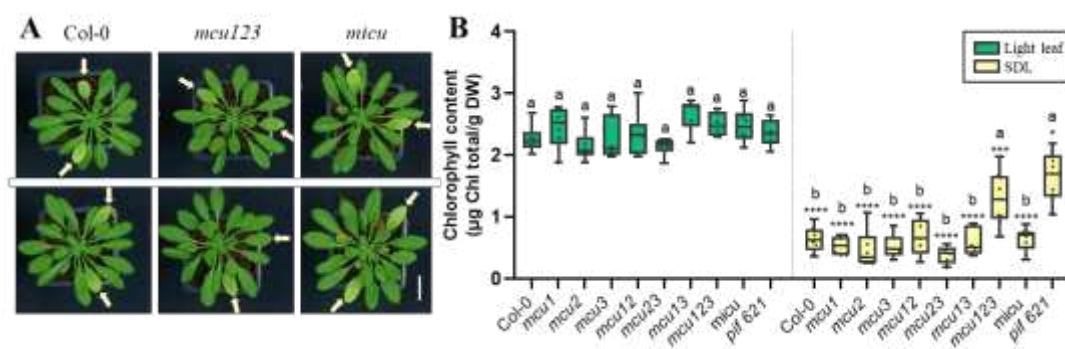 A Col-0 mcu123 micu
B
Chlorophyll content
(µg Chl total/g DW)
4
3
2
1
0
Light leaf
SDL
a a a a a a a a a a
b b b b b b b a b a
**** **** **** **** **** **** **** *** **** *
Col-0 mcu1 mcu2 mcu3 mcu12 mcu23 mcu13 mcu123 micu pif 621
Col-0 mcu1 mcu2 mcu3 mcu12 mcu23 mcu13 mcu123 micu pif 621